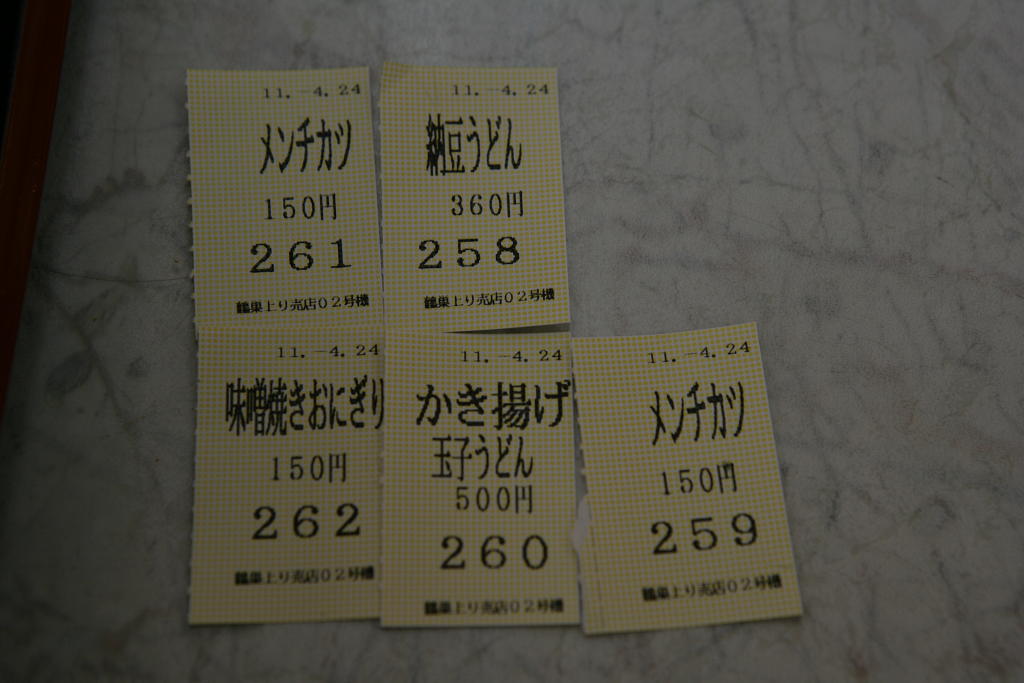 11.-4.24
メンチカツ
150円
261
鶴巣上り売店02号機
11.-4.24
納豆うどん
360円
258
鶴巣上り売店02号機
11.-4.24
味噌焼きおにぎり
150円
262
鶴巣上り売店02号機
11.-4.24
かき揚げ
玉子うどん
500円
260
鶴巣上り売店02号機
11.-4.24
メンチカツ
150円
259
鶴巣上り売店02号機